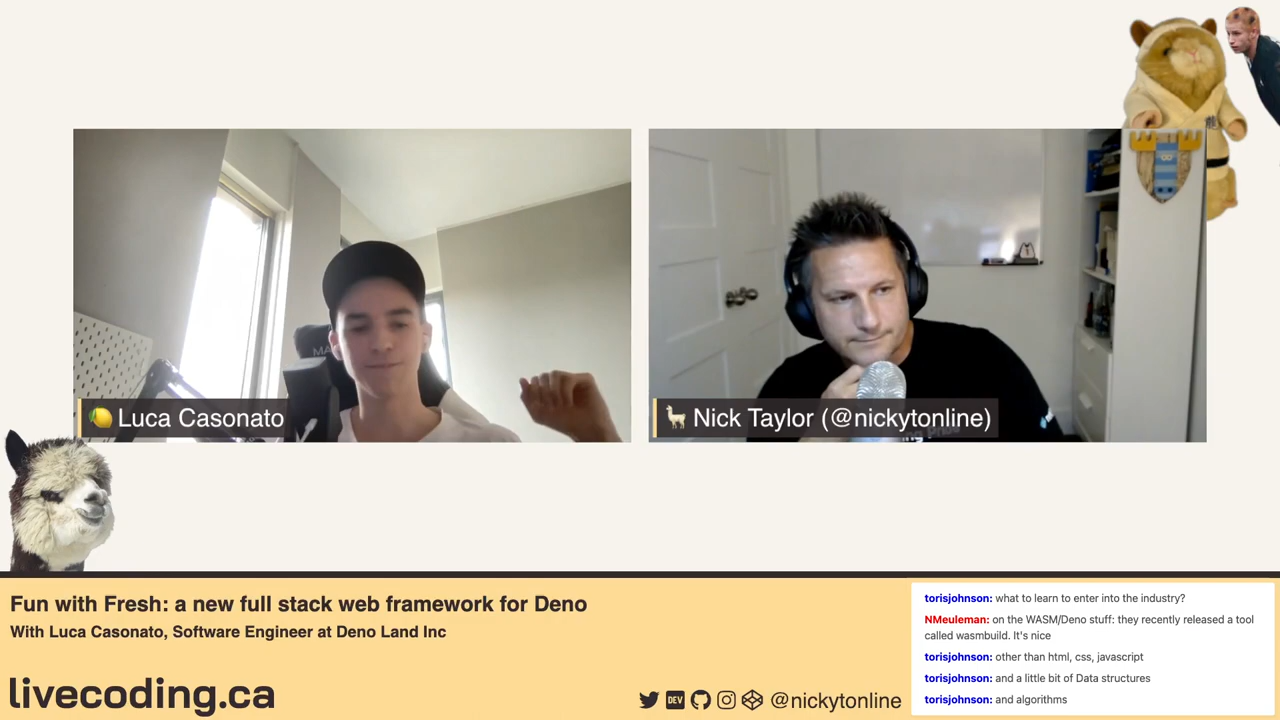 MA
🍋 Luca Casonato
🦙 Nick Taylor (@nickytonline)
Fun with Fresh: a new full stack web framework for Deno
With Luca Casonato, Software Engineer at Deno Land Inc
livecoding.ca
DEV
@nickytonline
torisjohnson: what to learn to enter into the industry?
NMeuleman: on the WASM/Deno stuff: they recently released a tool
called wasmbuild. It's nice
torisjohnson: other than html, css, javascript
torisjohnson: and a little bit of Data structures
torisjohnson: and algorithms